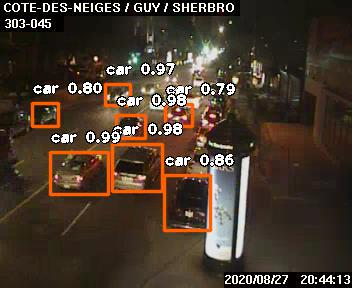 COTE-DES-NEIGES / GUY / SHERBRO
303-045
car 0.97
car 0.80
car 0.79
car 0.98
car 0.98
car 0.99
car 0.86
2020/08/27 20:44:13